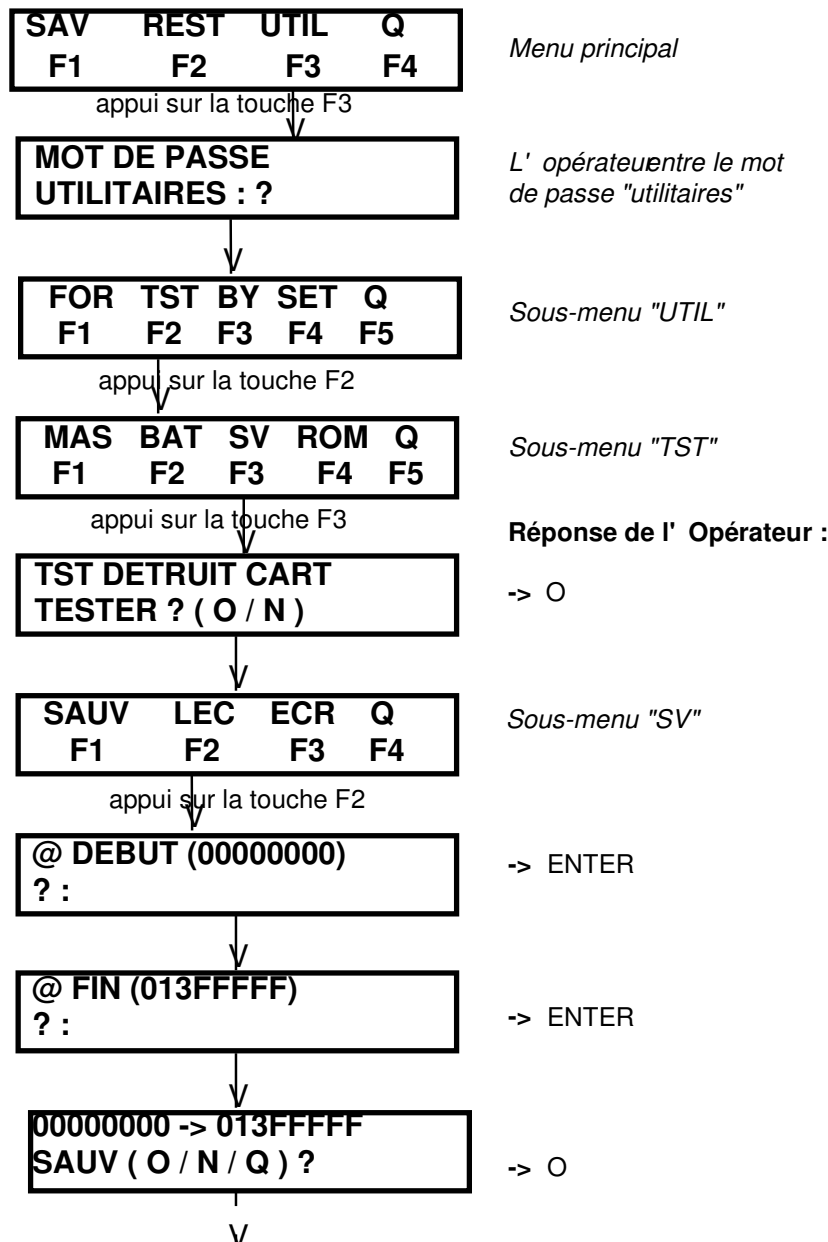 SAV REST UTIL Q
F1 F2 F3 F4
Menu principal
appui sur la touche F3
MOT DE PASSE
UTILITAIRES : ?
L' opérateur entre le mot
de passe "utilitaires"
FOR TST BY SET Q
F1 F2 F3 F4 F5
Sous-menu "UTIL"
appui sur la touche F2
MAS BAT SV ROM Q
F1 F2 F3 F4 F5
Sous-menu "TST"
appui sur la touche F3
Réponse de l' Opérateur :
TST DETRUIT CART
TESTER ? ( O / N )
-> O
SAUV LEC ECR Q
F1 F2 F3 F4
Sous-menu "SV"
appui sur la touche F2
@ DEBUT (00000000)
? :
-> ENTER
@ FIN (013FFFFF)
? :
-> ENTER
00000000 -> 013FFFFF
SAUV ( O / N / Q ) ?
-> O